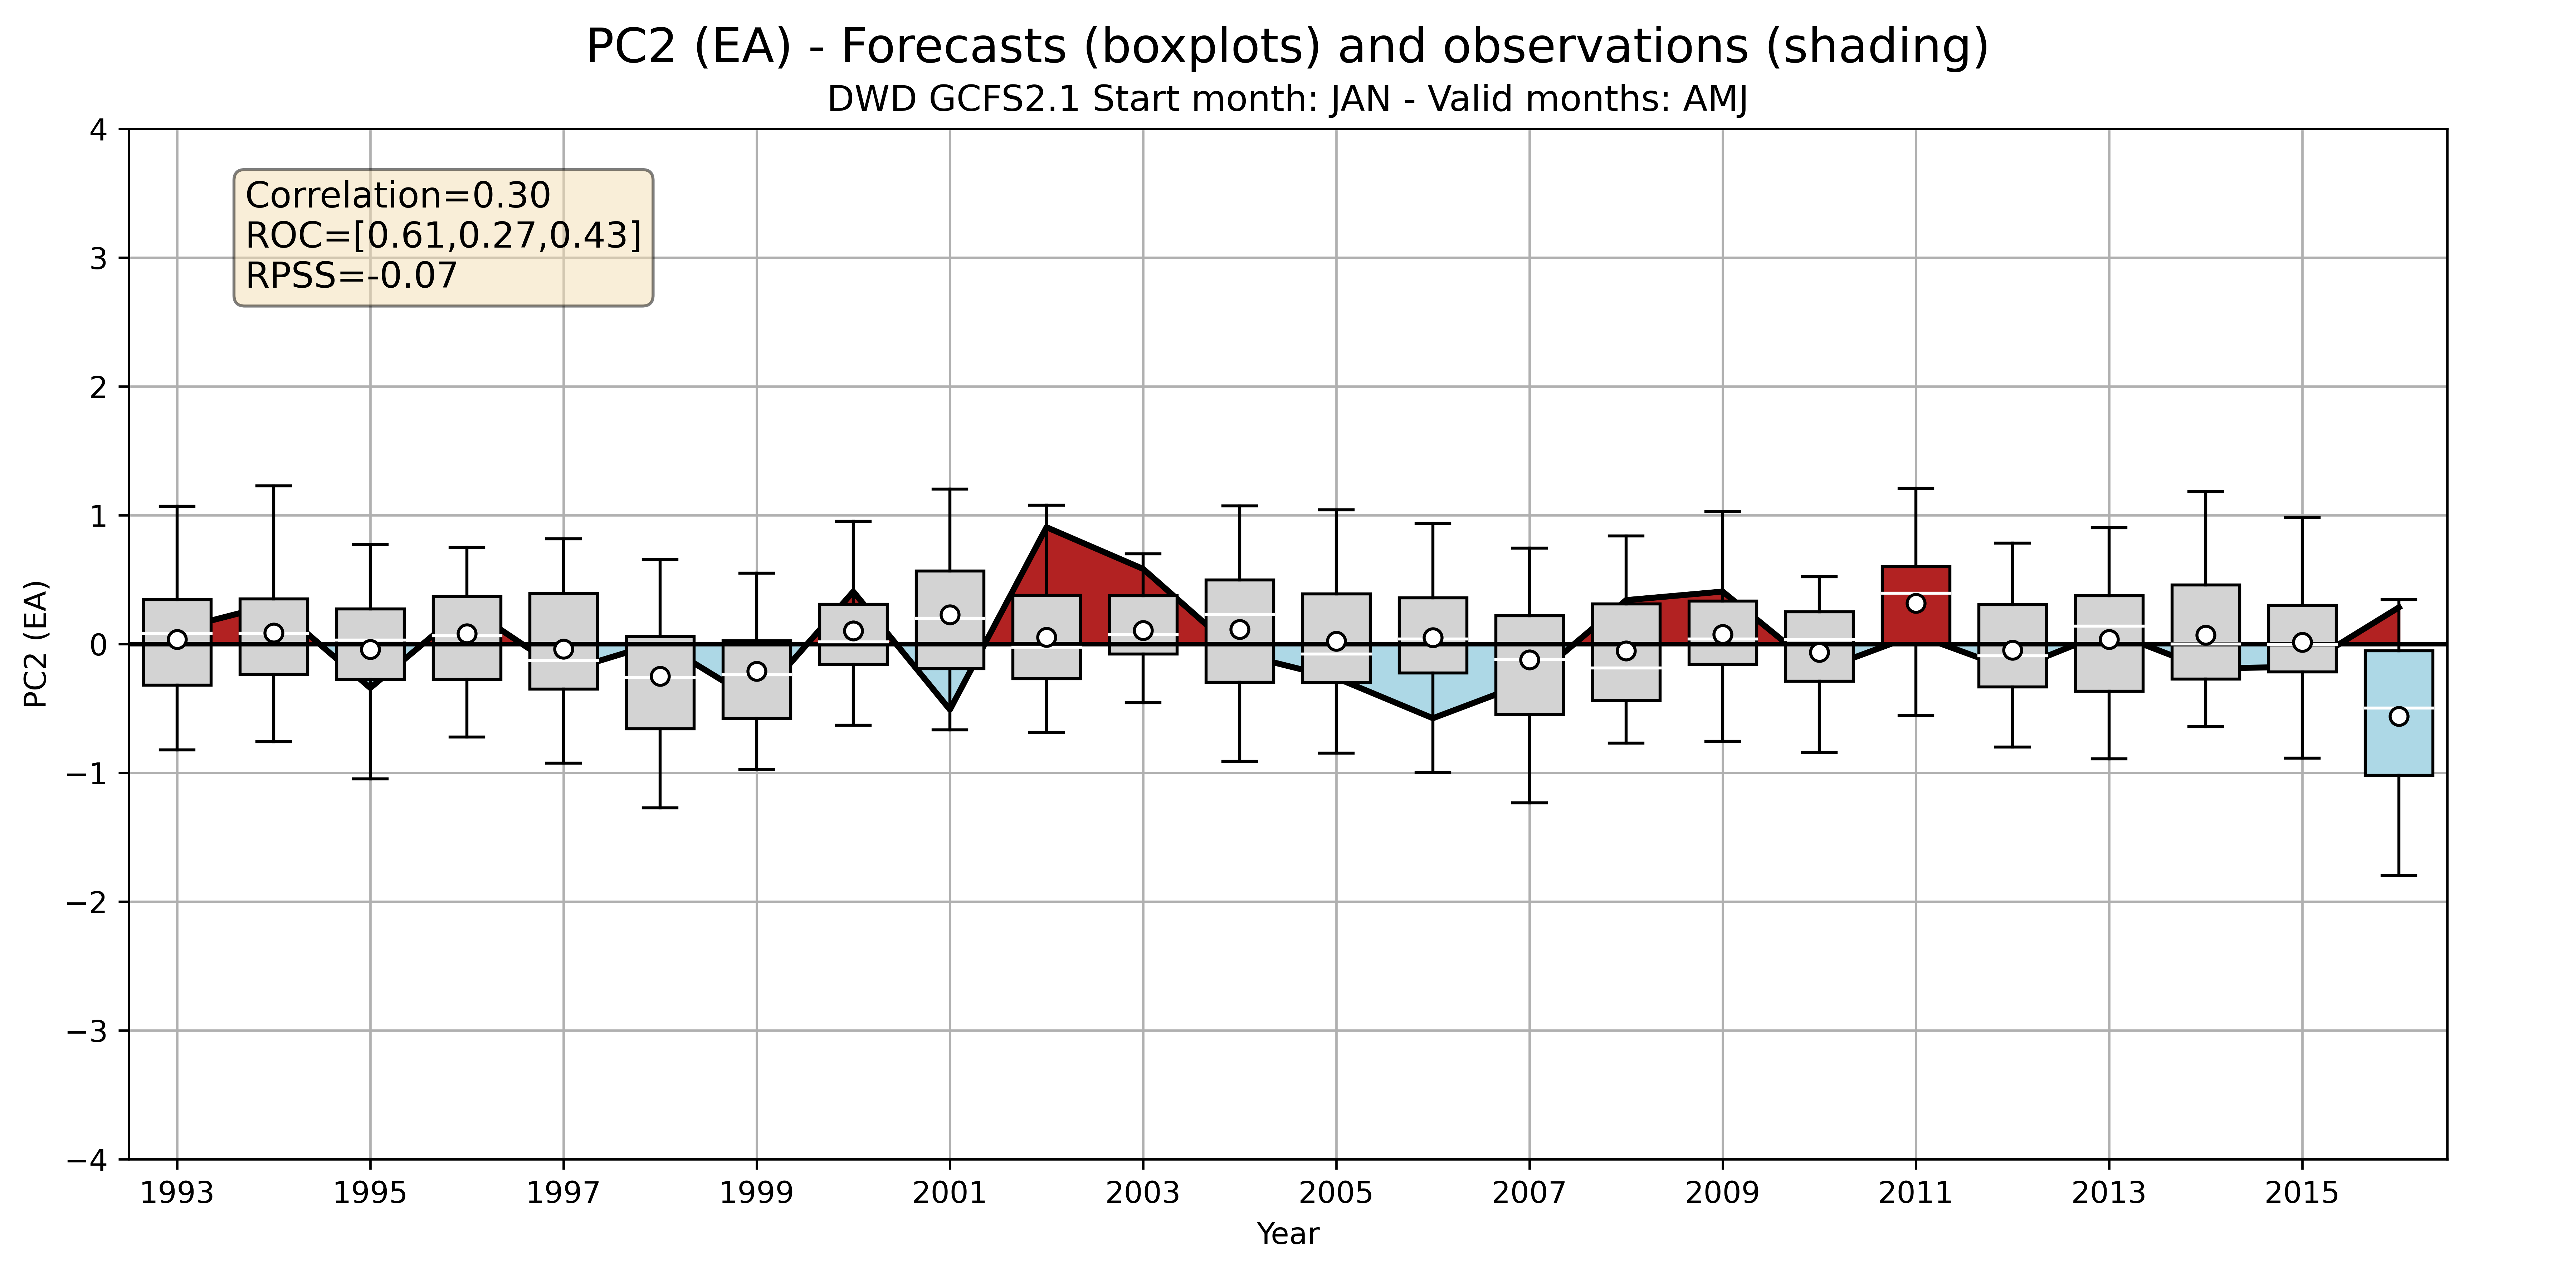 PC2 (EA) - Forecasts (boxplots) and observations (shading)
DWD GCFS2.1 Start month: JAN - Valid months: AMJ
Correlation=0.30
ROC=[0.61,0.27,0.43]
RPSS=-0.07
PC2 (EA)
4
3
2
1
0
−1
−2
−3
−4
1993 1995 1997 1999 2001 2003 2005 2007 2009 2011 2013 2015
Year